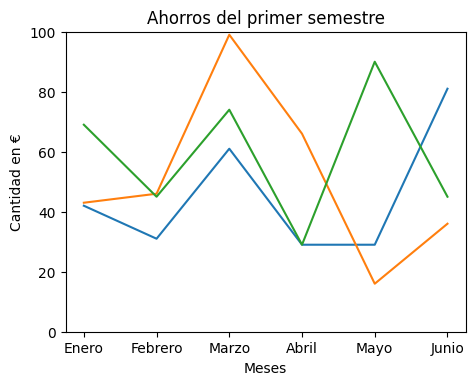 Ahorros del primer semestre
100
80
60
40
20
0
Cantidad en €
Enero Febrero Marzo Abril Mayo Junio
Meses